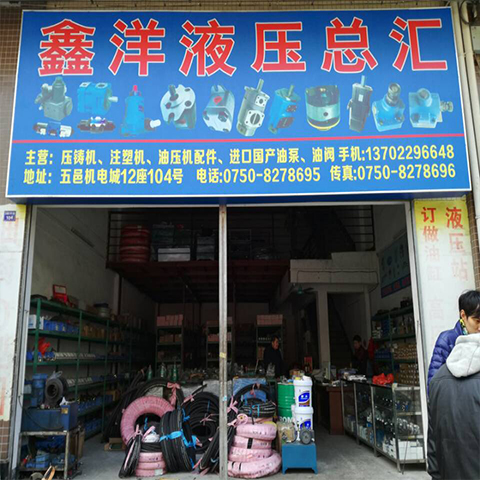 鑫洋液压总汇
主营：压铸机、注塑机、油压机配件、进口国产油泵、油阀 手机:13702296648
地址：五邑机电城12座104号 电话:0750-8278695 传真:0750-8278696
液压站
订做